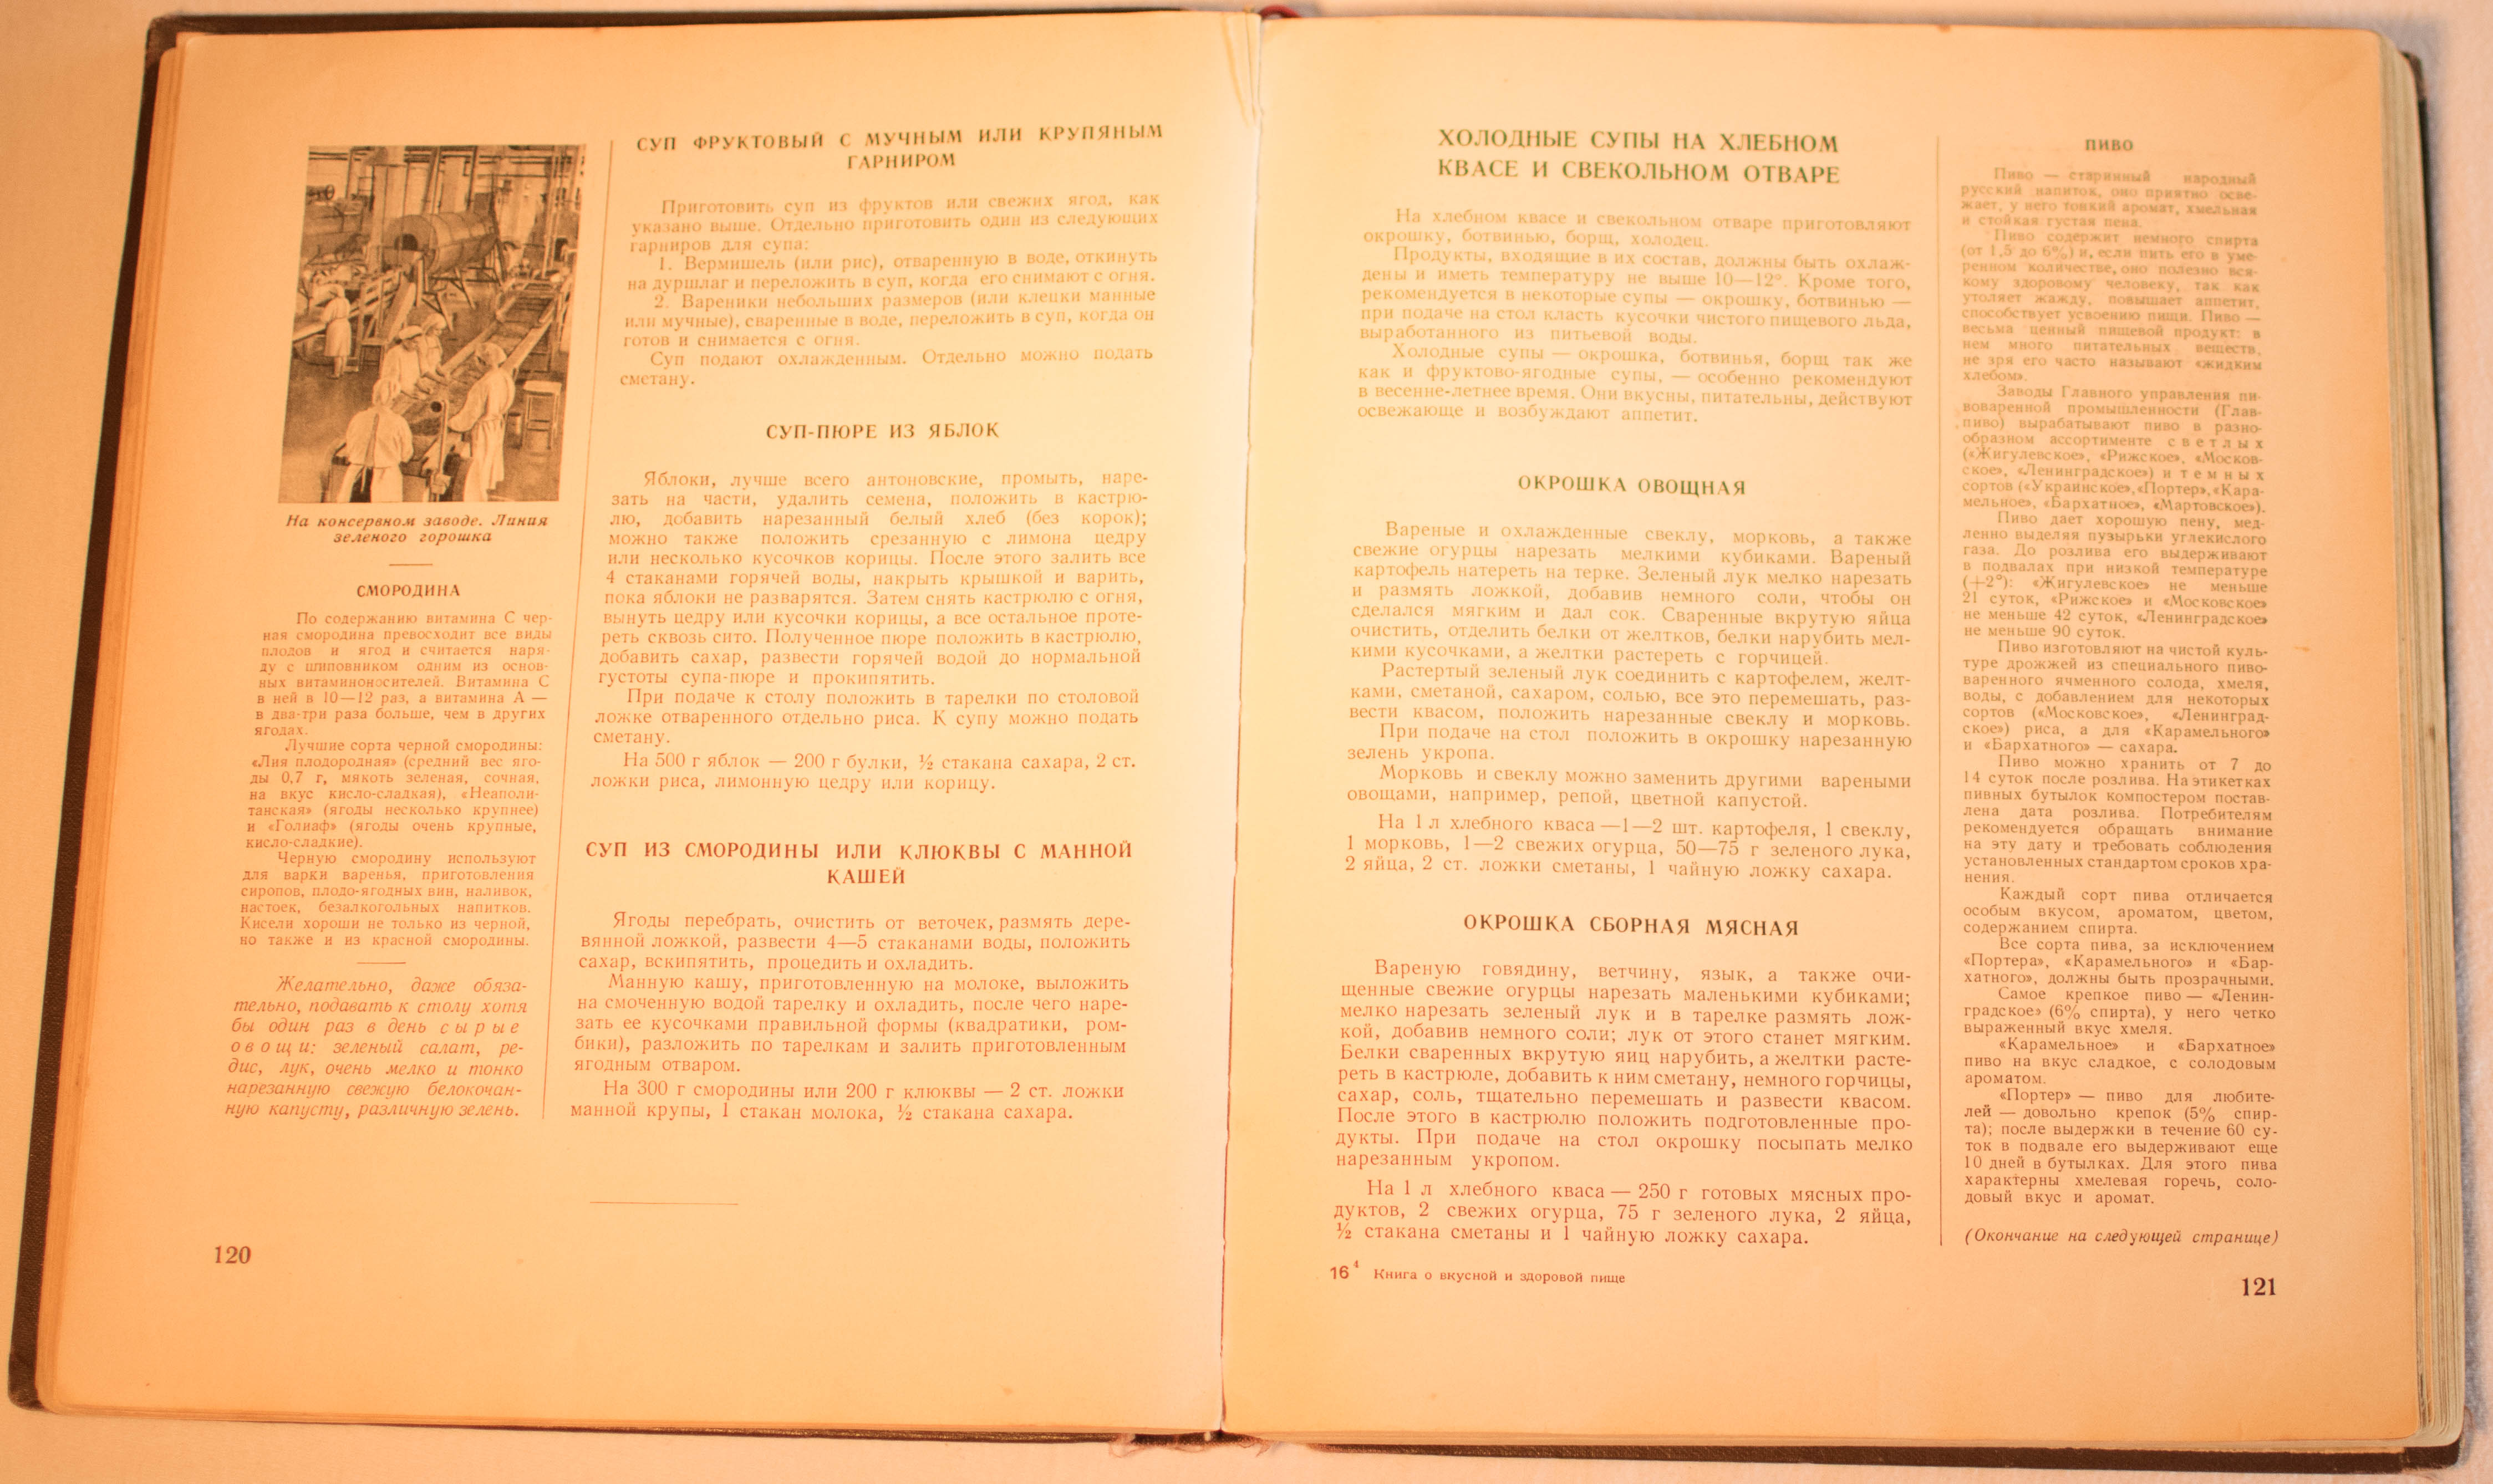 На консервном заводе. Линия
зеленого горошка
СМОРОДИНА
По содержанию витамина С чер-
ная смородина превосходит все виды
плодов и ягод и считается наря-
ду с шиповником одним из основ-
ных витаминоносителей. Витамина С
в ней в 10—12 раз, а витамина А —
в два-три раза больше, чем в других
ягодах.
Лучшие сорта черной смородины:
«Лия плодородная» (средний вес яго-
ды 0,7 г, мякоть зеленая, сочная,
на вкус кисло-сладкая), «Неаполи-
танская» (ягоды несколько крупнее)
и «Голиаф» (ягоды очень крупные,
кисло-сладкие).
Черную смородину используют
для варки варенья, приготовления
сиропов, плодо-ягодных вин, наливок,
настоек, безалкогольных напитков.
Кисели хороши не только из черной,
но также и из красной смородины.
Желательно, даже обяза-
тельно, подавать к столу хотя
бы один раз в день сырые
овощи: зеленый салат, ре-
дис, лук, очень мелко и тонко
нарезанную свежую белокочан-
ную капусту, различную зелень.
120
СУП ФРУКТОВЫЙ С МУЧНЫМ ИЛИ КРУПЯНЫМ
ГАРНИРОМ
Приготовить суп из фруктов или свежих ягод, как
указано выше. Отдельно приготовить один из следующих
гарниров для супа:
1. Вермишель (или рис), отваренную в воде, откинуть
на дуршлаг и переложить в суп, когда его снимают с огня.
2. Вареники небольших размеров (или клецки манные
или мучные), сваренные в воде, переложить в суп, когда он
готов и снимается с огня.
Суп подают охлажденным. Отдельно можно подать
сметану.
СУП-ПЮРЕ ИЗ ЯБЛОК
Яблоки, лучше всего антоновские, промыть, наре-
зать на части, удалить семена, положить в кастрю-
лю, добавить нарезанный белый хлеб (без корок);
можно также положить срезанную с лимона цедру
или несколько кусочков корицы. После этого залить все
4 стаканами горячей воды, накрыть крышкой и варить,
пока яблоки не разварятся. Затем снять кастрюлю с огня,
вынуть цедру или кусочки корицы, а все остальное проте-
реть сквозь сито. Полученное пюре положить в кастрюлю,
добавить сахар, развести горячей водой до нормальной
густоты супа-пюре и прокипятить.
При подаче к столу положить в тарелки по столовой
ложке отваренного отдельно риса. К супу можно подать
сметану.
На 500 г яблок — 200 г булки, ½ стакана сахара, 2 ст.
ложки риса, лимонную цедру или корицу.
СУП ИЗ СМОРОДИНЫ ИЛИ КЛЮКВЫ С МАННОЙ
КАШЕЙ
Ягоды перебрать, очистить от веточек, размять дере-
вянной ложкой, развести 4—5 стаканами воды, положить
сахар, вскипятить, процедить и охладить.
Манную кашу, приготовленную на молоке, выложить
на смоченную водой тарелку и охладить, после чего наре-
зать ее кусочками правильной формы (квадратики, ром-
бики), разложить по тарелкам и залить приготовленным
ягодным отваром.
На 300 г смородины или 200 г клюквы — 2 ст. ложки
манной крупы, 1 стакан молока, ½ стакана сахара.
ХОЛОДНЫЕ СУПЫ НА ХЛЕБНОМ
КВАСЕ И СВЕКОЛЬНОМ ОТВАРЕ
На хлебном квасе и свекольном отваре приготовляют
окрошку, ботвинью, борщ, холодец.
Продукты, входящие в их состав, должны быть охлаж-
дены и иметь температуру не выше 10—12°. Кроме того,
рекомендуется в некоторые супы — окрошку, ботвинью —
при подаче на стол класть кусочки чистого пищевого льда,
выработанного из питьевой воды.
Холодные супы — окрошка, ботвинья, борщ так же
как и фруктово-ягодные супы, — особенно рекомендуют
в весенне-летнее время. Они вкусны, питательны, действуют
освежающе и возбуждают аппетит.
ОКРОШКА ОВОЩНАЯ
Вареные и охлажденные свеклу, морковь, а также
свежие огурцы нарезать мелкими кубиками. Вареный
картофель натереть на терке. Зеленый лук мелко нарезать
и размять ложкой, добавив немного соли, чтобы он
сделался мягким и дал сок. Сваренные вкрутую яйца
очистить, отделить белки от желтков, белки нарубить мел-
кими кусочками, а желтки растереть с горчицей.
Растертый зеленый лук соединить с картофелем, желт-
ками, сметаной, сахаром, солью, все это перемешать, раз-
вести квасом, положить нарезанные свеклу и морковь.
При подаче на стол положить в окрошку нарезанную
зелень укропа.
Морковь и свеклу можно заменить другими вареными
овощами, например, репой, цветной капустой.
На 1 л хлебного кваса —1—2 шт. картофеля, 1 свеклу,
1 морковь, 1—2 свежих огурца, 50—75 г зеленого лука,
2 яйца, 2 ст. ложки сметаны, 1 чайную ложку сахара.
ОКРОШКА СБОРНАЯ МЯСНАЯ
Вареную говядину, ветчину, язык, а также очи-
щенные свежие огурцы нарезать маленькими кубиками;
мелко нарезать зеленый лук и в тарелке размять лож-
кой, добавив немного соли; лук от этого станет мягким.
Белки сваренных вкрутую яиц нарубить, а желтки расте-
реть в кастрюле, добавить к ним сметану, немного горчицы,
сахар, соль, тщательно перемешать и развести квасом.
После этого в кастрюлю положить подготовленные про-
дукты. При подаче на стол окрошку посыпать мелко
нарезанным укропом.
На 1 л хлебного кваса — 250 г готовых мясных про-
дуктов, 2 свежих огурца, 75 г зеленого лука, 2 яйца,
½ стакана сметаны и 1 чайную ложку сахара.
16⁴ Книга о вкусной и здоровой пище
ПИВО
Пиво — старинный народный
русский напиток, оно приятно осве-
жает, у него тонкий аромат, хмельная
и стойкая густая пена.
Пиво содержит немного спирта
(от 1,5 до 6%) и, если пить его в уме-
ренном количестве, оно полезно вся-
кому здоровому человеку, так как
утоляет жажду, повышает аппетит,
способствует усвоению пищи. Пиво —
весьма ценный пищевой продукт: в
нем много питательных веществ,
не зря его часто называют «жидким
хлебом».
Заводы Главного управления пи-
воваренной промышленности (Глав-
пиво) вырабатывают пиво в разно-
образном ассортименте светлых
(«Жигулевское», «Рижское», «Москов-
ское», «Ленинградское») и темных
сортов («Украинское», «Портер», «Кара-
мельное», «Бархатное», «Мартовское»).
Пиво дает хорошую пену, мед-
ленно выделяя пузырьки углекислого
газа. До розлива его выдерживают
в подвалах при низкой температуре
(+2°): «Жигулевское» не меньше
21 суток, «Рижское» и «Московское»
не меньше 42 суток, «Ленинградское»
не меньше 90 суток.
Пиво изготовляют на чистой куль-
туре дрожжей из специального пиво-
варенного ячменного солода, хмеля,
воды, с добавлением для некоторых
сортов («Московское», «Ленинград-
ское») риса, а для «Карамельного»
и «Бархатного» — сахара.
Пиво можно хранить от 7 до
14 суток после розлива. На этикетках
пивных бутылок компостером постав-
лена дата розлива. Потребителям
рекомендуется обращать внимание
на эту дату и требовать соблюдения
установленных стандартом сроков хра-
нения.
Каждый сорт пива отличается
особым вкусом, ароматом, цветом,
содержанием спирта.
Все сорта пива, за исключением
«Портера», «Карамельного» и «Бар-
хатного», должны быть прозрачными.
Самое крепкое пиво — «Ленин-
градское» (6% спирта), у него четко
выраженный вкус хмеля.
«Карамельное» и «Бархатное»
пиво на вкус сладкое, с солодовым
ароматом.
«Портер» — пиво для любите-
лей — довольно крепок (5% спир-
та); после выдержки в течение 60 су-
ток в подвале его выдерживают еще
10 дней в бутылках. Для этого пива
характерны хмелевая горечь, соло-
довый вкус и аромат.
(Окончание на следующей странице)
121